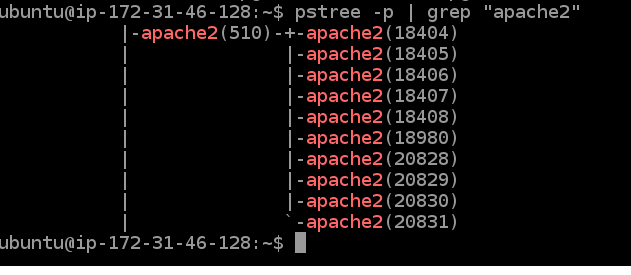 ubuntu@ip-172-31-46-128:~$ pstree -p | grep "apache2"
           |-apache2(510)-+-apache2(18404)
           |              |-apache2(18405)
           |              |-apache2(18406)
           |              |-apache2(18407)
           |              |-apache2(18408)
           |              |-apache2(18980)
           |              |-apache2(20828)
           |              |-apache2(20829)
           |              |-apache2(20830)
           |              `-apache2(20831)
ubuntu@ip-172-31-46-128:~$